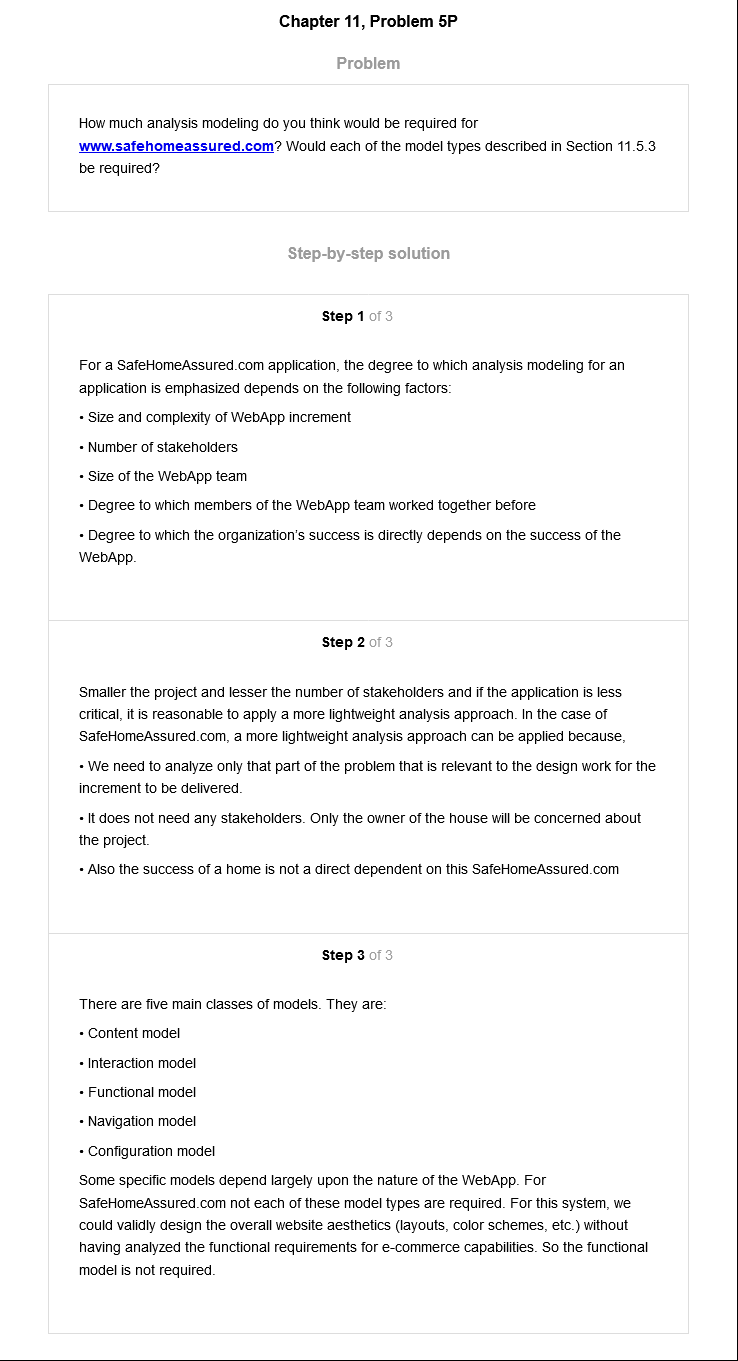 Chapter 11, Problem 5P
Problem
How much analysis modeling do you think would be required for
www.safehomeassured.com? Would each of the model types described in Section 11.5.3
be required?
Step-by-step solution
Step 1 of 3
For a SafeHomeAssured.com application, the degree to which analysis modeling for an
application is emphasized depends on the following factors:
• Size and complexity of WebApp increment
• Number of stakeholders
• Size of the WebApp team
• Degree to which members of the WebApp team worked together before
• Degree to which the organization’s success is directly depends on the success of the
WebApp.
Step 2 of 3
Smaller the project and lesser the number of stakeholders and if the application is less
critical, it is reasonable to apply a more lightweight analysis approach. In the case of
SafeHomeAssured.com, a more lightweight analysis approach can be applied because,
• We need to analyze only that part of the problem that is relevant to the design work for the
increment to be delivered.
• It does not need any stakeholders. Only the owner of the house will be concerned about
the project.
• Also the success of a home is not a direct dependent on this SafeHomeAssured.com
Step 3 of 3
There are five main classes of models. They are:
• Content model
• Interaction model
• Functional model
• Navigation model
• Configuration model
Some specific models depend largely upon the nature of the WebApp. For
SafeHomeAssured.com not each of these model types are required. For this system, we
could validly design the overall website aesthetics (layouts, color schemes, etc.) without
having analyzed the functional requirements for e-commerce capabilities. So the functional
model is not required.